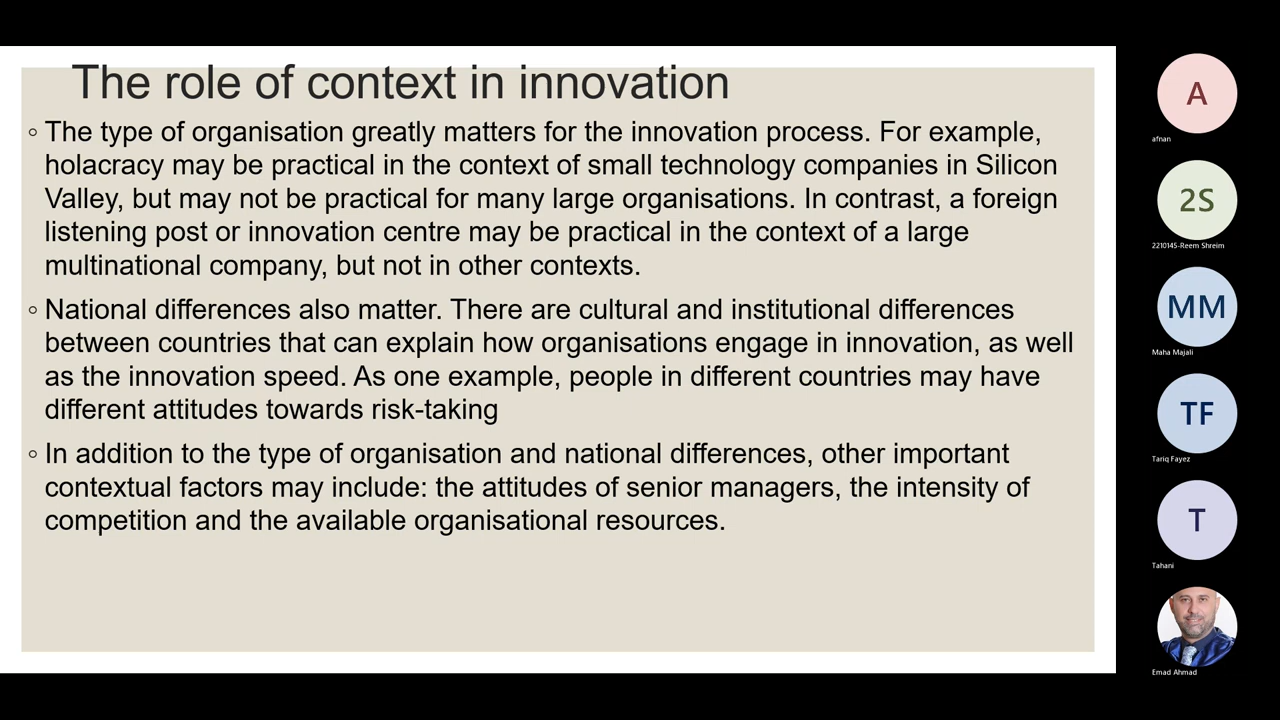 The role of context in innovation
◦ The type of organisation greatly matters for the innovation process. For example,
holacracy may be practical in the context of small technology companies in Silicon
Valley, but may not be practical for many large organisations. In contrast, a foreign
listening post or innovation centre may be practical in the context of a large
multinational company, but not in other contexts.
◦ National differences also matter. There are cultural and institutional differences
between countries that can explain how organisations engage in innovation, as well
as the innovation speed. As one example, people in different countries may have
different attitudes towards risk-taking
◦ In addition to the type of organisation and national differences, other important
contextual factors may include: the attitudes of senior managers, the intensity of
competition and the available organisational resources.
A
afnan
2S
2210145-Reem Shreim
MM
Maha Majali
TF
Tariq Fayez
T
Tahani
Emad Ahmad